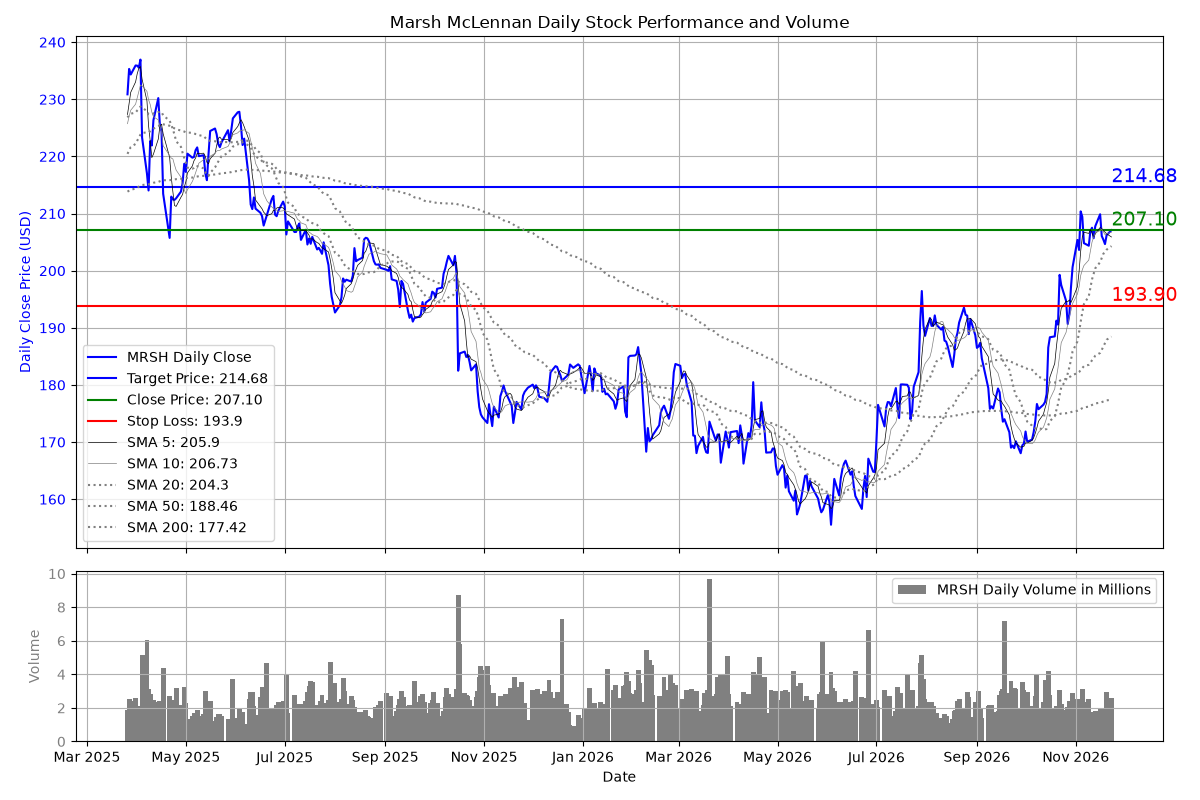 Marsh McLennan Daily Stock Performance and Volume
Daily Close Price (USD)
240
230
220
210
200
190
180
170
160
214.68
207.10
193.90
MRSH Daily Close
Target Price: 214.68
Close Price: 207.10
Stop Loss: 193.9
SMA 5: 205.9
SMA 10: 206.73
SMA 20: 204.3
SMA 50: 188.46
SMA 200: 177.42
Volume
10
8
6
4
2
0
MRSH Daily Volume in Millions
Mar 2025 May 2025 Jul 2025 Sep 2025 Nov 2025 Jan 2026 Mar 2026 May 2026 Jul 2026 Sep 2026 Nov 2026
Date